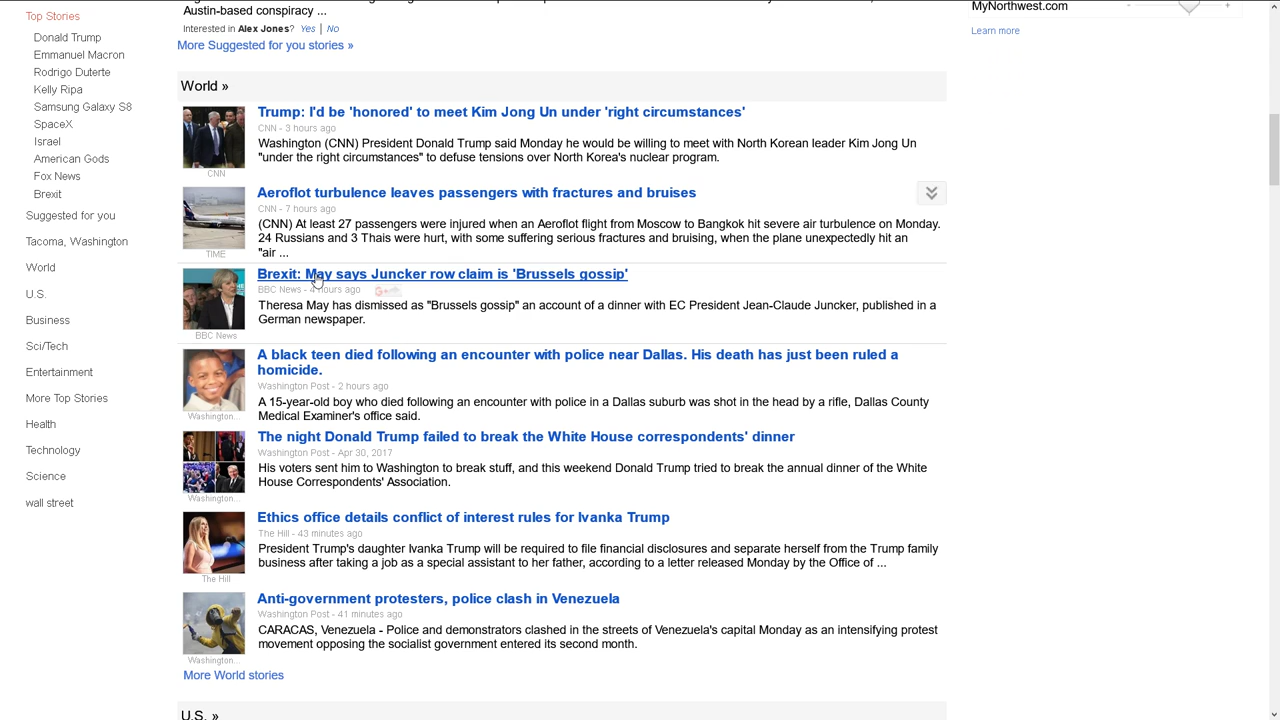 Top Stories
Donald Trump
Emmanuel Macron
Rodrigo Duterte
Kelly Ripa
Samsung Galaxy S8
SpaceX
Israel
American Gods
Fox News
Brexit
Suggested for you
Tacoma, Washington
World
U.S.
Business
Sci/Tech
Entertainment
More Top Stories
Health
Technology
Science
wall street
Austin-based conspiracy ...
Interested in Alex Jones? Yes | No
More Suggested for you stories »
World »
Trump: I'd be 'honored' to meet Kim Jong Un under 'right circumstances'
CNN - 3 hours ago
Washington (CNN) President Donald Trump said Monday he would be willing to meet with North Korean leader Kim Jong Un
"under the right circumstances" to defuse tensions over North Korea's nuclear program.
CNN
Aeroflot turbulence leaves passengers with fractures and bruises
CNN - 7 hours ago
(CNN) At least 27 passengers were injured when an Aeroflot flight from Moscow to Bangkok hit severe air turbulence on Monday.
24 Russians and 3 Thais were hurt, with some suffering serious fractures and bruising, when the plane unexpectedly hit an
"air ...
TIME
Brexit: May says Juncker row claim is 'Brussels gossip'
BBC News - 4 hours ago
Theresa May has dismissed as "Brussels gossip" an account of a dinner with EC President Jean-Claude Juncker, published in a
German newspaper.
BBC News
A black teen died following an encounter with police near Dallas. His death has just been ruled a
homicide.
Washington Post - 2 hours ago
A 15-year-old boy who died following an encounter with police in a Dallas suburb was shot in the head by a rifle, Dallas County
Medical Examiner's office said.
Washington...
The night Donald Trump failed to break the White House correspondents' dinner
Washington Post - Apr 30, 2017
His voters sent him to Washington to break stuff, and this weekend Donald Trump tried to break the annual dinner of the White
House Correspondents' Association.
Washington...
Ethics office details conflict of interest rules for Ivanka Trump
The Hill - 43 minutes ago
President Trump's daughter Ivanka Trump will be required to file financial disclosures and separate herself from the Trump family
business after taking a job as a special assistant to her father, according to a letter released Monday by the Office of ...
The Hill
Anti-government protesters, police clash in Venezuela
Washington Post - 41 minutes ago
CARACAS, Venezuela - Police and demonstrators clashed in the streets of Venezuela's capital Monday as an intensifying protest
movement opposing the socialist government entered its second month.
Washington...
More World stories
U.S. »
MyNorthwest.com
Learn more